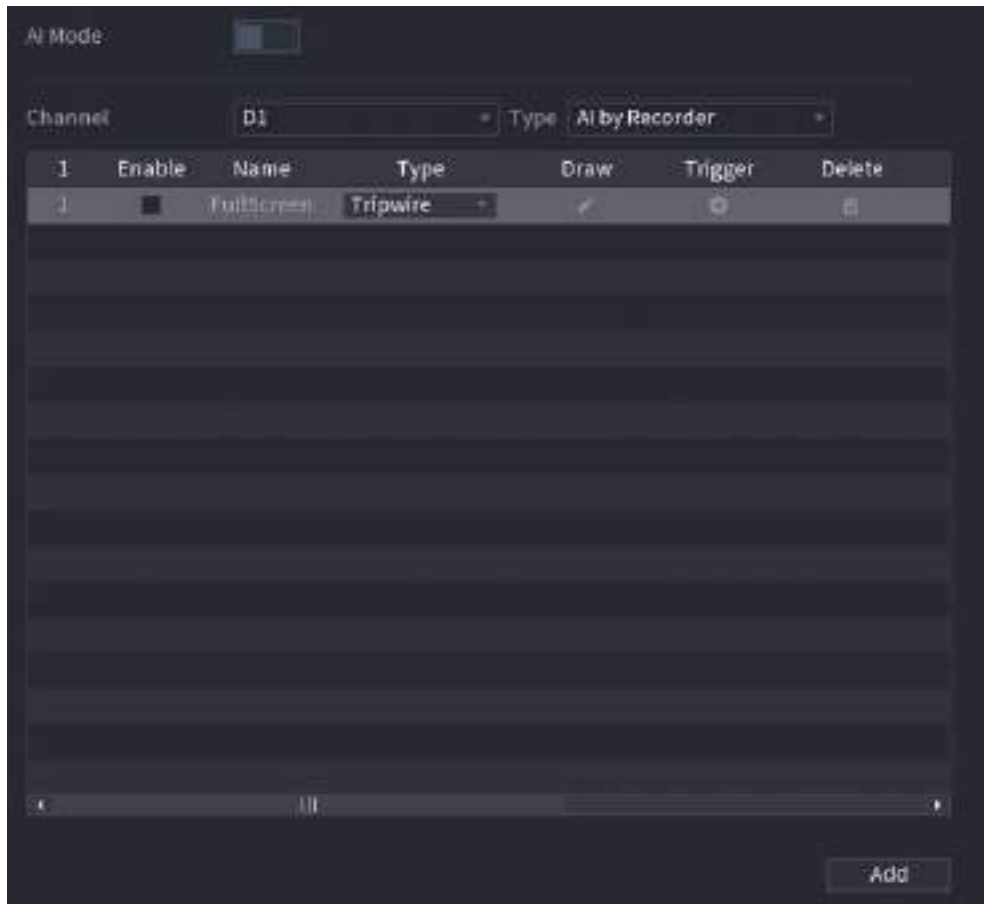 AI Mode
Channel D1 Type AI by Recorder
1 Enable Name Type Draw Trigger Delete
1 FullScreen Tripwire
Add